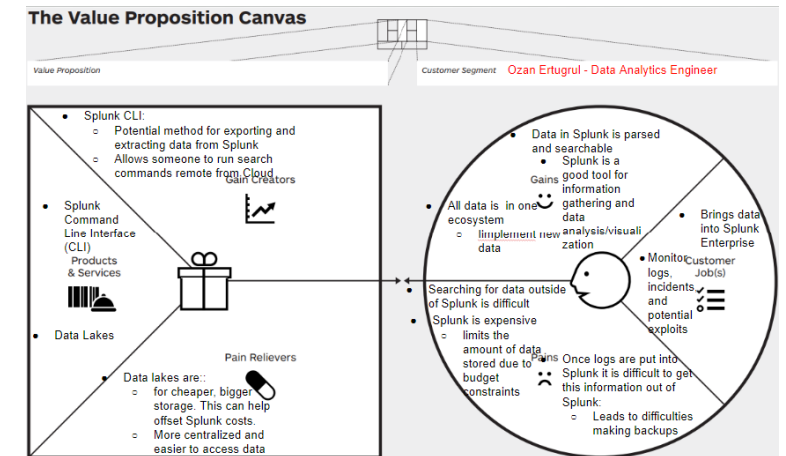 The Value Proposition Canvas
Value Proposition
Customer Segment
Ozan Ertugrul - Data Analytics Engineer
• Splunk CLI:
○ Potential method for exporting and
extracting data from Splunk
○ Allows someone to run search
commands remote from Cloud
Gain Creators
• Splunk
Command
Line Interface
(CLI)
Products
& Services
• Data Lakes
Pain Relievers
• Data lakes are::
○ for cheaper, bigger
storage. This can help
offset Splunk costs.
○ More centralized and
easier to access data
• Data in Splunk is parsed
and searchable
• Splunk is a
good tool for
information
gathering and
data
analysis/visuali
zation
Gains
• All data is in one
ecosystem
○ Iimplement new
data
• Brings data
into Splunk
Enterprise
• Monitor
logs,
incidents
and
potential
exploits
Customer
Job(s)
• Searching for data outside
of Splunk is difficult
• Splunk is expensive
○ limits the
amount of data
stored due to
budget
constraints
Pains
• Once logs are put into
Splunk it is difficult to get
this information out of
Splunk:
○ Leads to difficulties
making backups